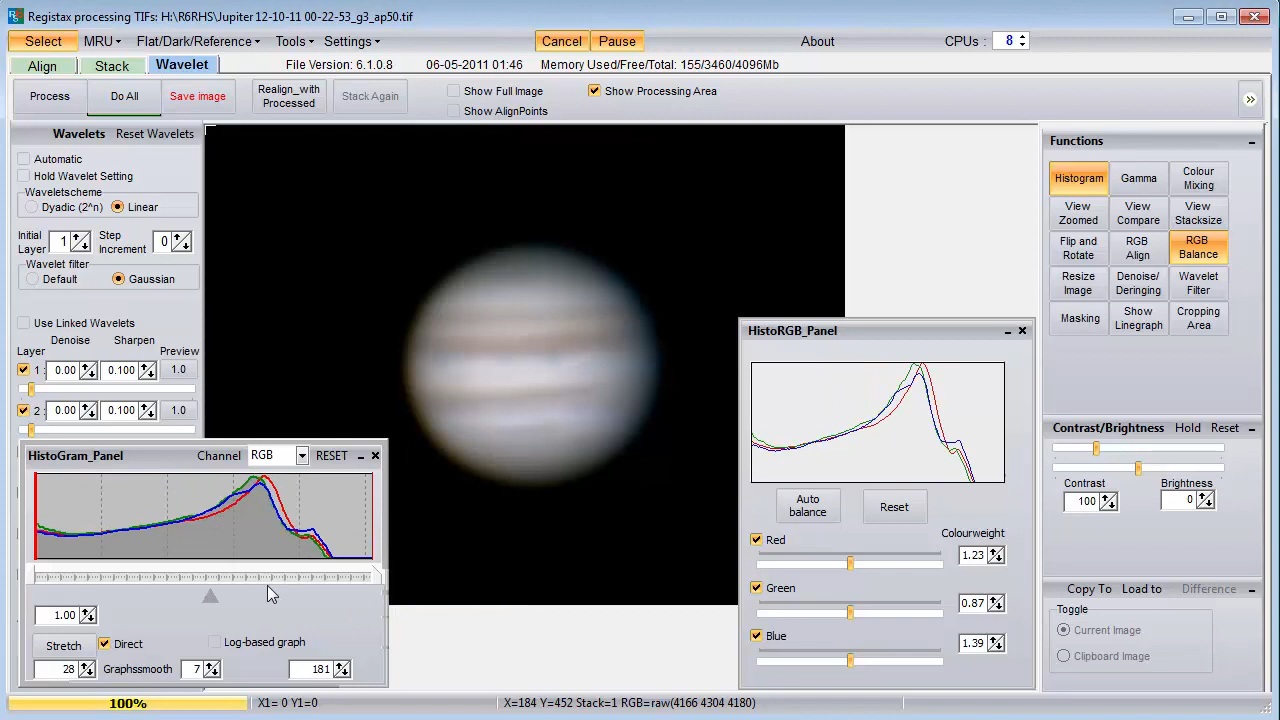 Registax processing TIFs: H:\R6RHS\Jupiter 12-9-11 00-22-53_g5_ap50.tif
Select MRU Flat/Dark/Reference Tools Settings Cancel Pause About CPUs: 8
Align Stack Wavelet File Version: 6.1.0.8 06-05-2011 01:46 Memory Used/Free/Total: 155/3460/4096Mb
Process Do All Save image Realign_with Processed Stack Again Show Full Image Show Processing Area
Show AlignPoints
Wavelets Reset Wavelets
Automatic
Hold Wavelet Setting
Waveletscheme
Dyadic (2^n) Linear
Initial Layer 1 Step Increment 0
Wavelet filter
Default Gaussian
Use Linked Wavelets
Denoise Sharpen
Layer Preview
1 : 0.00 0.100 1.0
2 : 0.00 0.100 1.0
HistoGram_Panel Channel RGB RESET
1.00
Stretch Direct Log-based graph
28 Graphssmooth 7 181
HistoRGB_Panel
Auto balance Reset
Colourweight
Red 1.23
Green 0.87
Blue 1.39
Functions
Histogram Gamma Colour Mixing
View Zoomed View Compare View Stacksize
Flip and Rotate RGB Align RGB Balance
Resize Image Denoise/ Deringing Wavelet Filter
Masking Show Linegraph Cropping Area
Contrast/Brightness Hold Reset
Contrast Brightness
100 0
Copy To Load to Difference
Toggle
Current Image
Clipboard Image
100% X1= 0 Y1=0 X=184 Y=452 Stack=1 RGB=raw(4166 4304 4180)